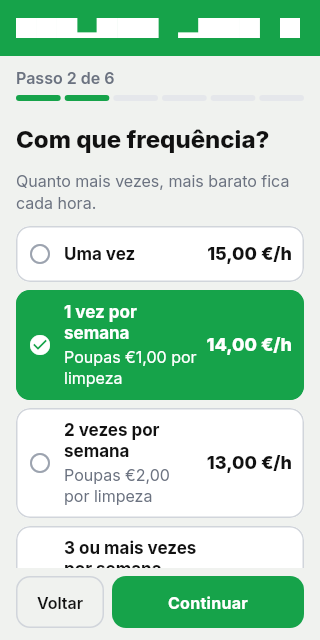 Passo 2 de 6
Com que frequência?
Quanto mais vezes, mais barato fica
cada hora.
Uma vez
15,00 €/h
1 vez por
semana
Poupas €1,00 por
limpeza
14,00 €/h
2 vezes por
semana
Poupas €2,00
por limpeza
13,00 €/h
3 ou mais vezes
por semana
Voltar
Continuar